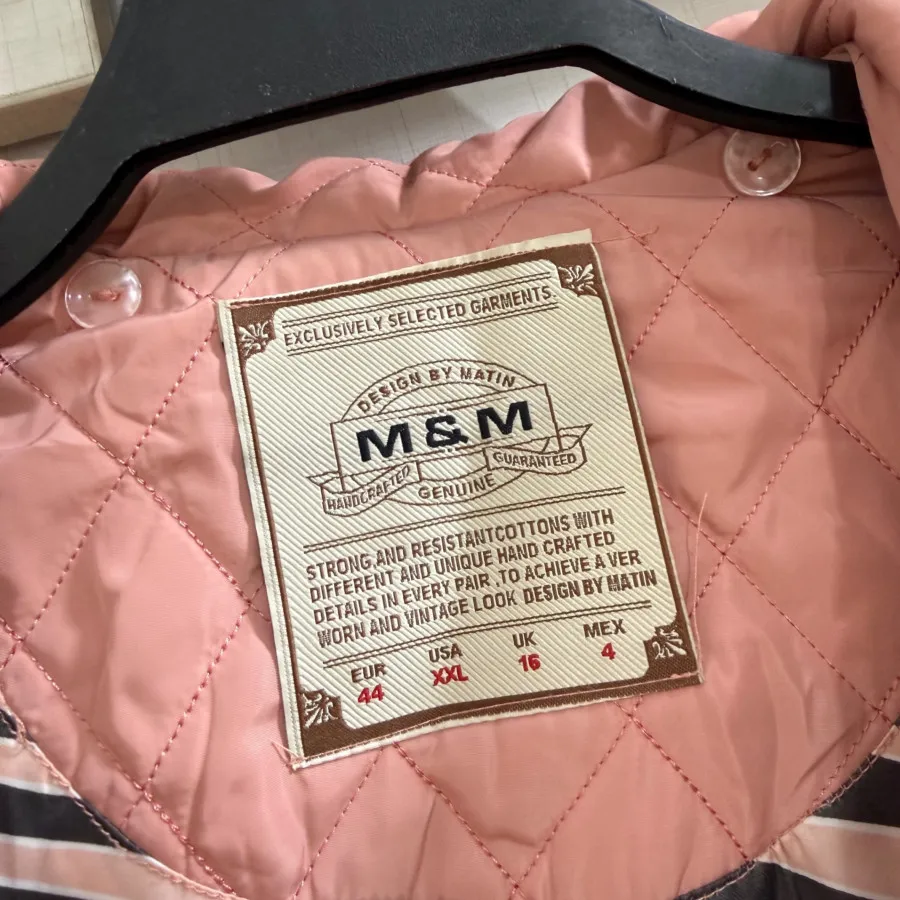 EXCLUSIVELY SELECTED GARMENTS.
DESIGN BY MATIN
M&M
HANDCRAFTED
GUARANTEED
GENUINE
STRONG AND RESISTANTCOTTONS WITH
DIFFERENT AND UNIQUE HAND CRAFTED
DETAILS IN EVERY PAIR ,TO ACHIEVE A VER
WORN AND VINTAGE LOOK DESIGN BY MATIN
EUR USA UK MEX
44 XXL 16 4